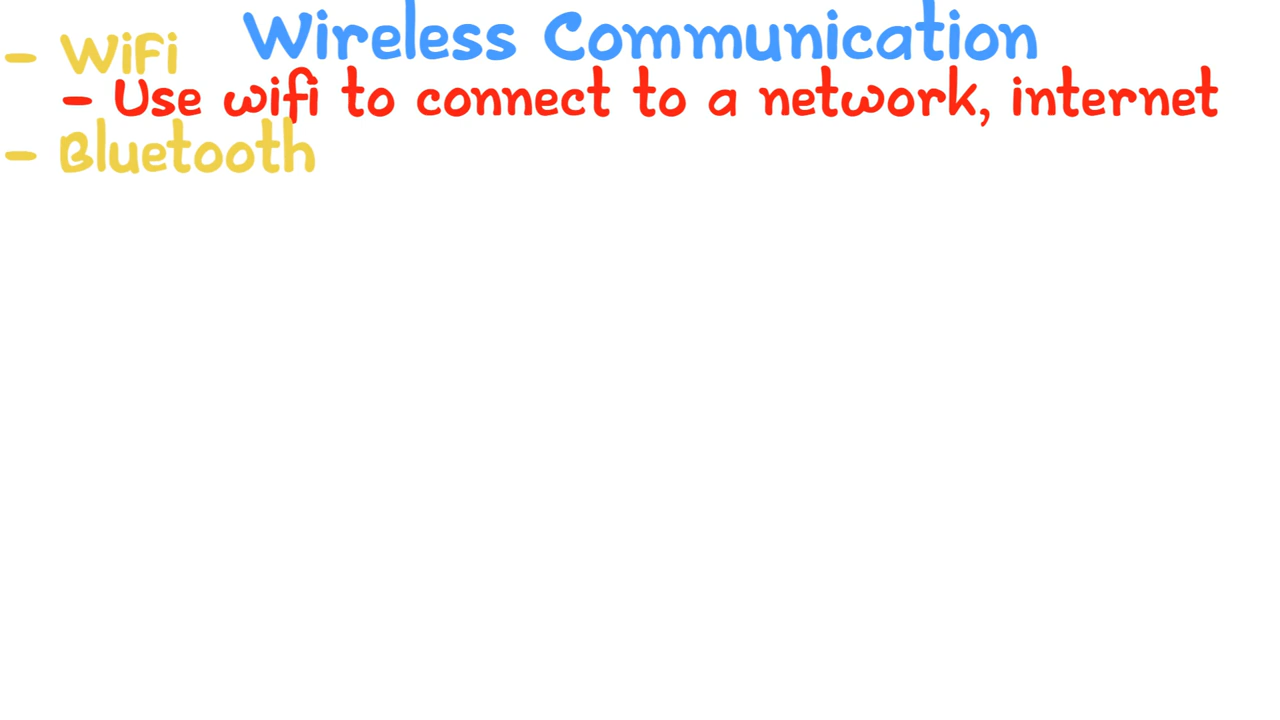 Wireless Communication
- WiFi
- Use wifi to connect to a network, internet
- Bluetooth